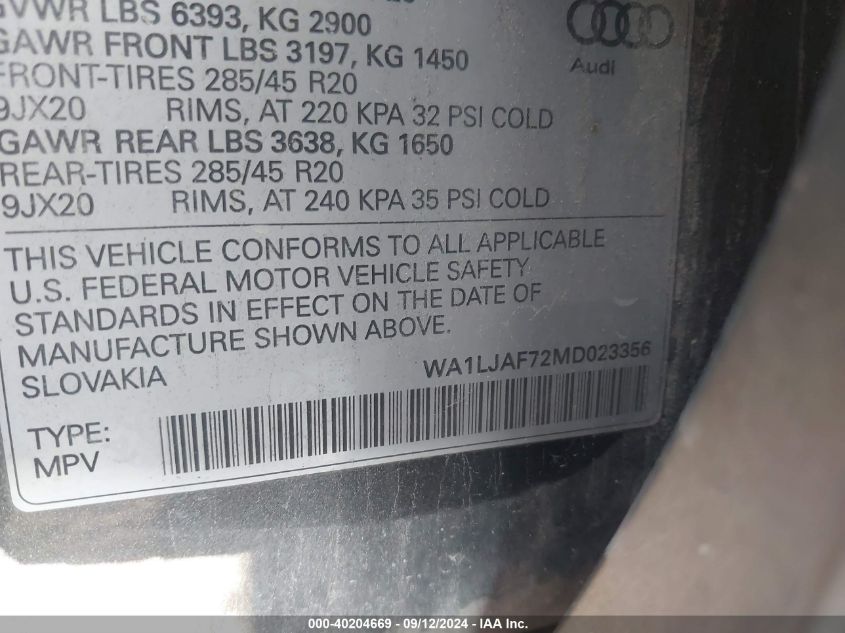 GVWR LBS 6393, KG 2900
GAWR FRONT LBS 3197, KG 1450
FRONT-TIRES 285/45 R20
9JX20 RIMS, AT 220 KPA 32 PSI COLD
GAWR REAR LBS 3638, KG 1650
REAR-TIRES 285/45 R20
9JX20 RIMS, AT 240 KPA 35 PSI COLD
Audi
THIS VEHICLE CONFORMS TO ALL APPLICABLE
U.S. FEDERAL MOTOR VEHICLE SAFETY
STANDARDS IN EFFECT ON THE DATE OF
MANUFACTURE SHOWN ABOVE.
SLOVAKIA
WA1LJAF72MD023356
TYPE:
MPV
000-40204669 - 09/12/2024 - IAAI.com